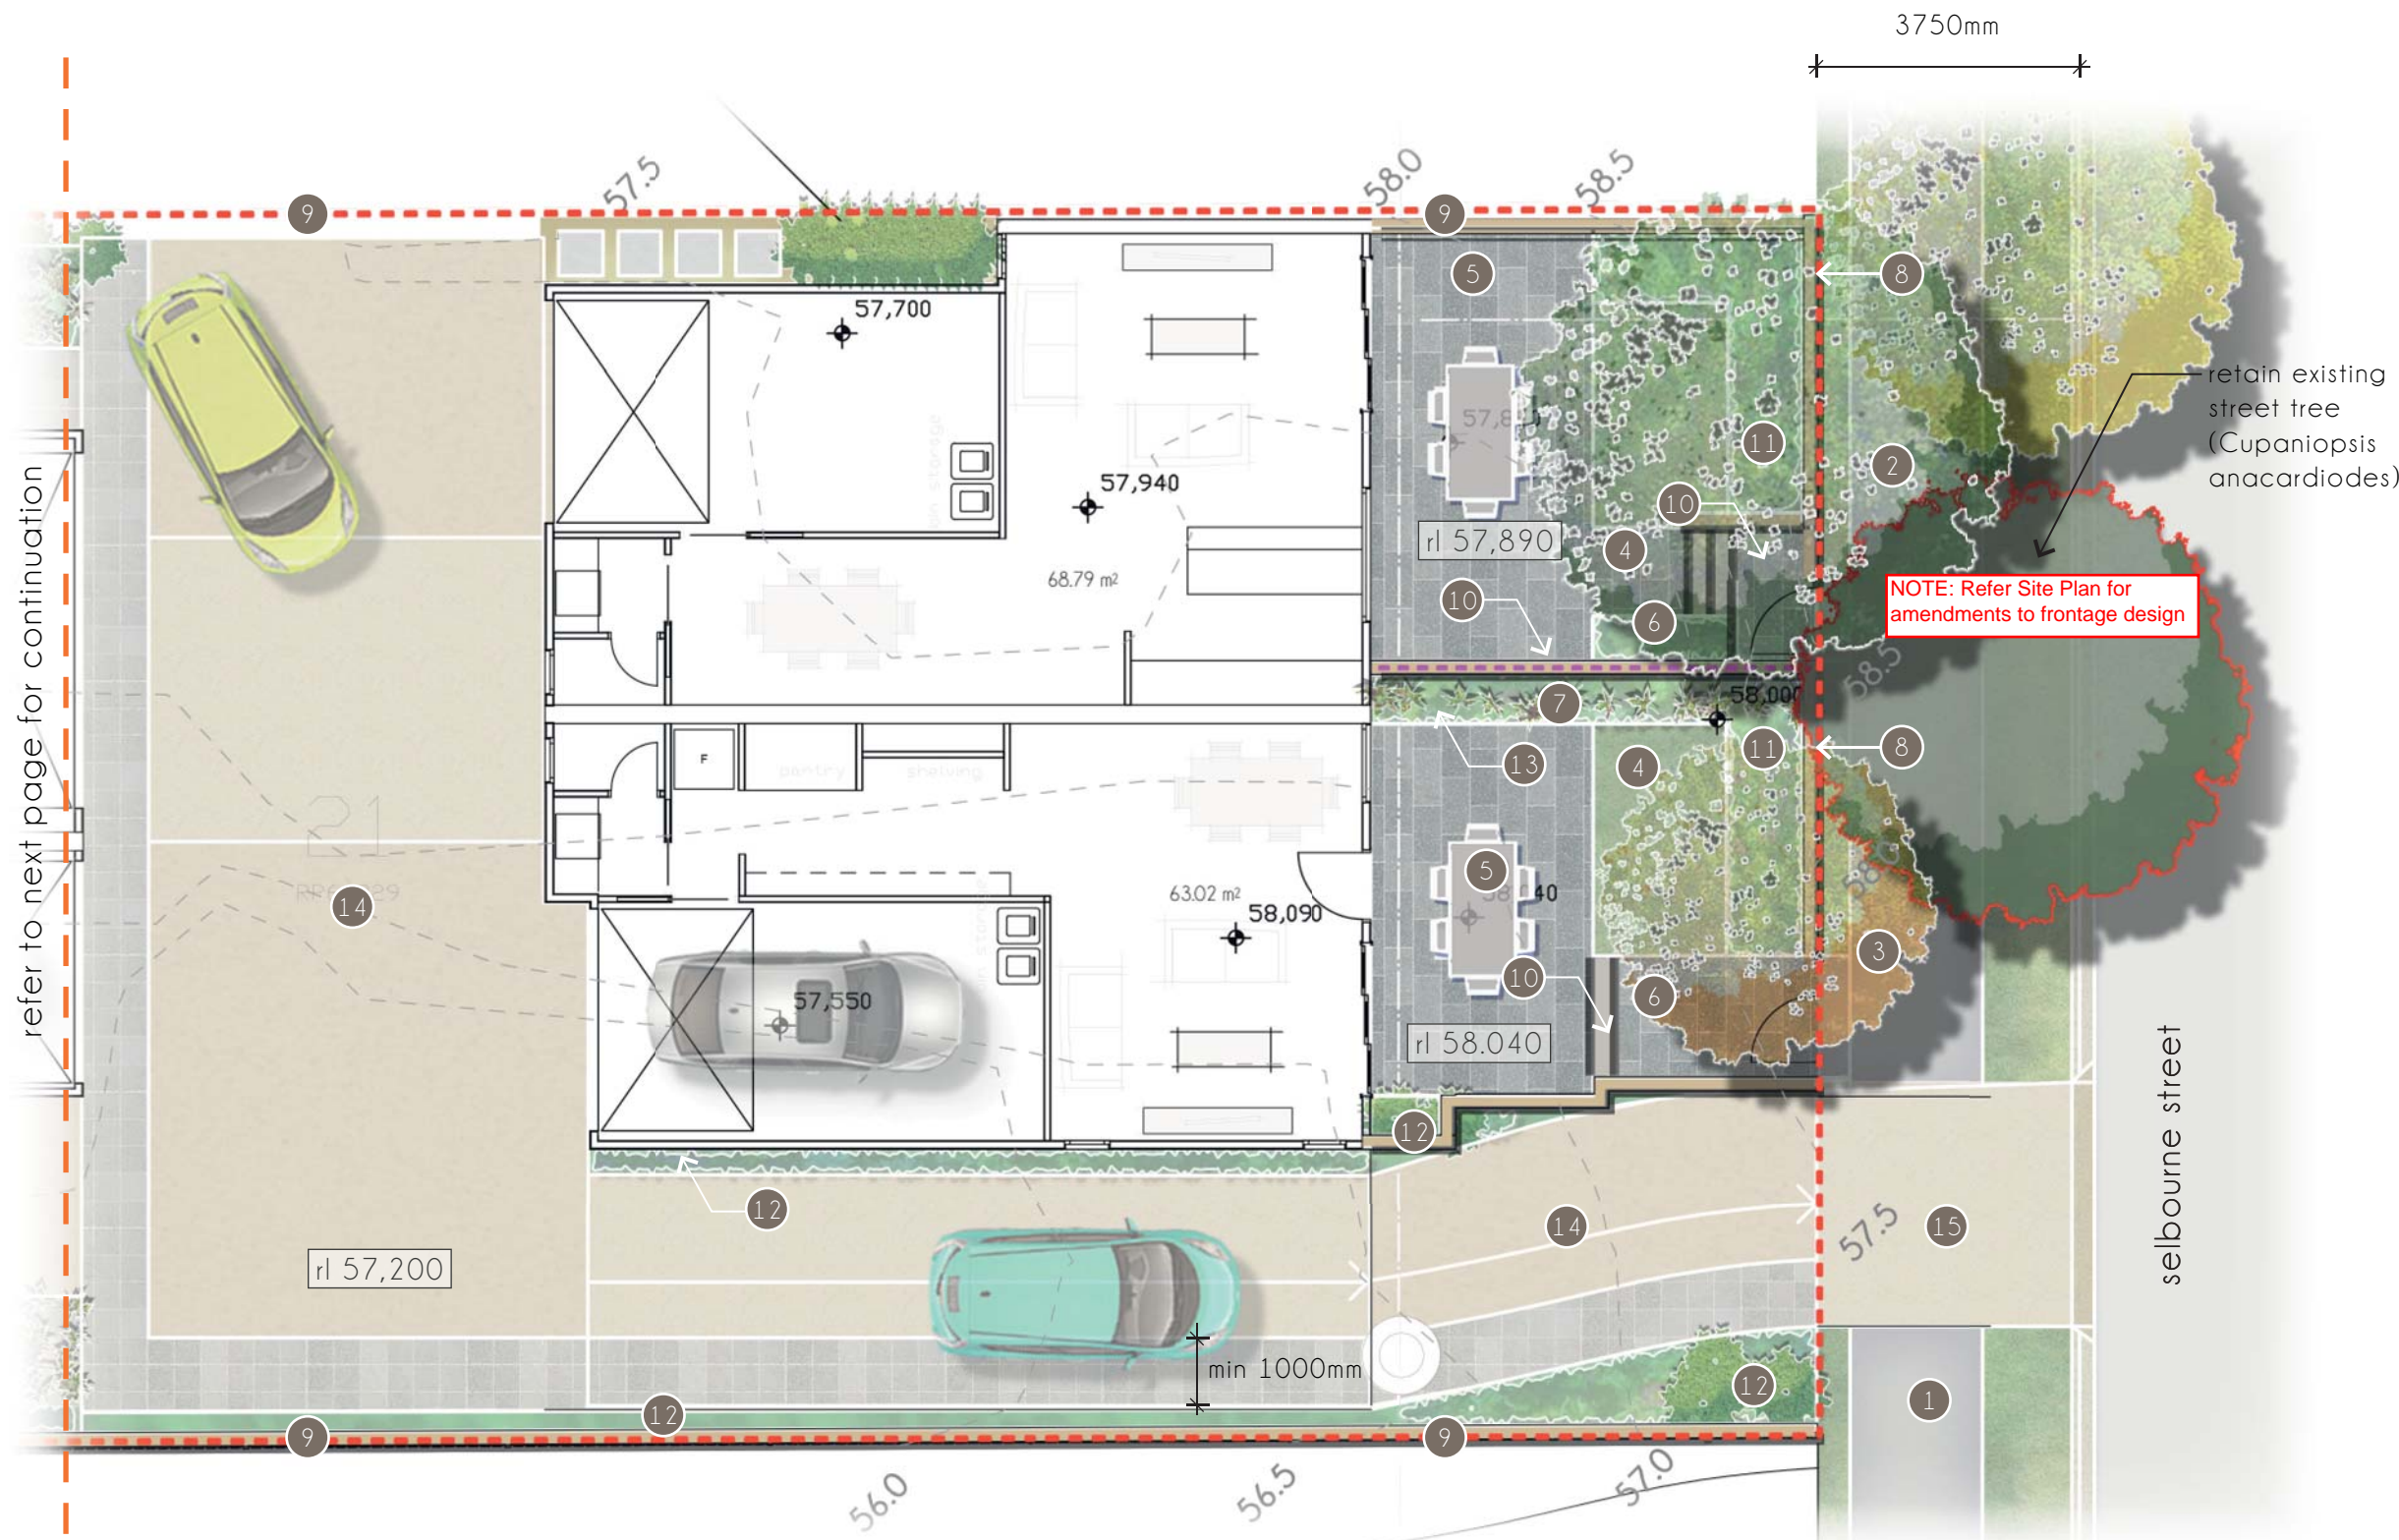 3750mm
57.5
58.0
58.5
9
9
5
8
57,700
retain existing
street tree
(Cupaniopsis
anacardiodes)
11
2
57,940
10
rl 57,890
4
68.79 m²
NOTE: Refer Site Plan for
amendments to frontage design
10
6
58.5
7
58,000
F
pantry
shelving
13
4
11
8
21
14
5
58.0
63.02 m²
58,090
3
10
6
57,550
rl 58.040
refer to next page for continuation
selbourne street
12
12
14
15
57.5
rl 57,200
min 1000mm
12
12
1
9
9
56.0
56.5
57.0